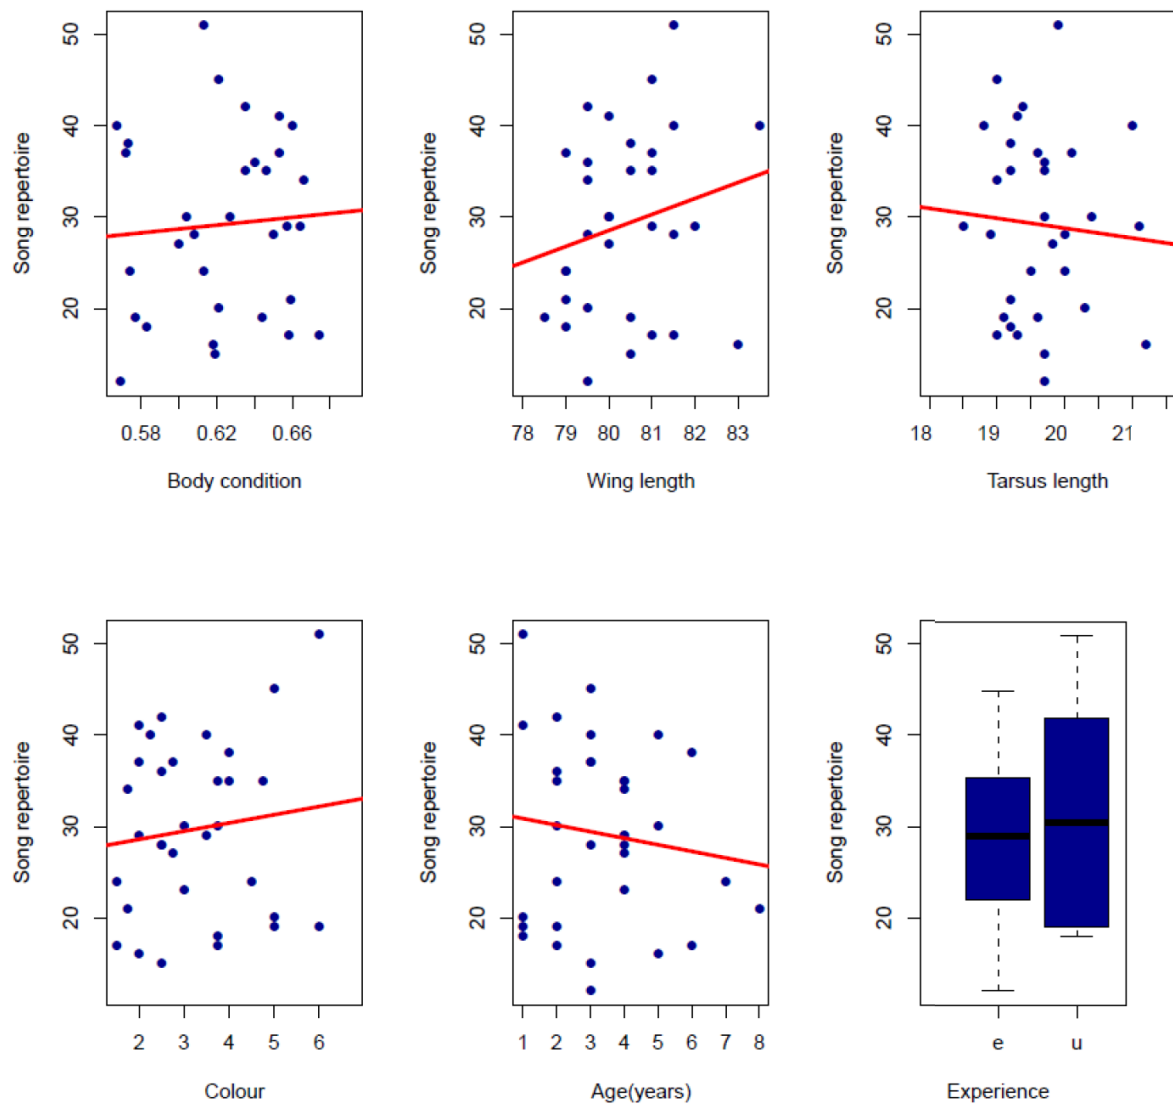 Song repertoire
50
40
30
20
0.58 0.62 0.66
Body condition
Song repertoire
50
40
30
20
78 79 80 81 82 83
Wing length
Song repertoire
50
40
30
20
18 19 20 21
Tarsus length
Song repertoire
50
40
30
20
2 3 4 5 6
Colour
Song repertoire
50
40
30
20
1 2 3 4 5 6 7 8
Age(years)
Song repertoire
50
40
30
20
e u
Experience